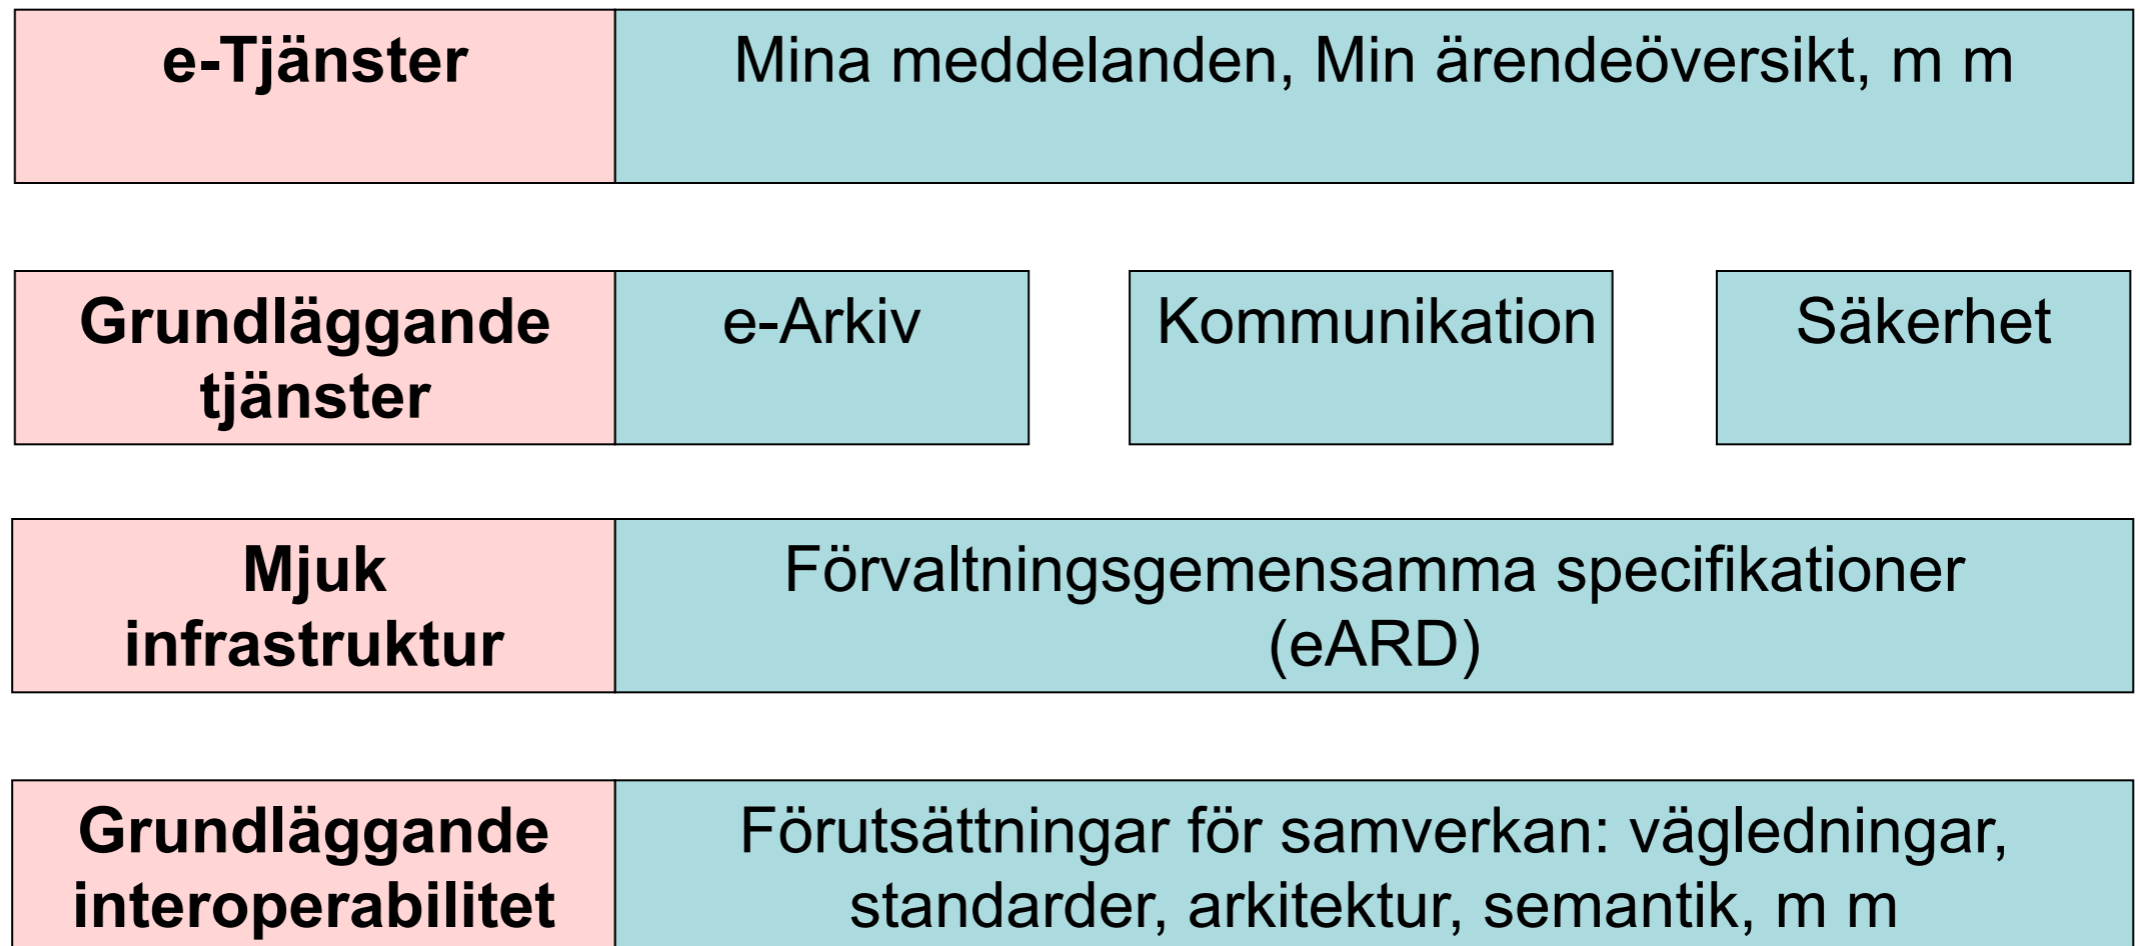 e-Tjänster
Mina meddelanden, Min ärendeöversikt, m m
Grundläggande
tjänster
e-Arkiv
Kommunikation
Säkerhet
Mjuk
infrastruktur
Förvaltningsgemensamma specifikationer
(eARD)
Grundläggande
interoperabilitet
Förutsättningar för samverkan: vägledningar,
standarder, arkitektur, semantik, m m